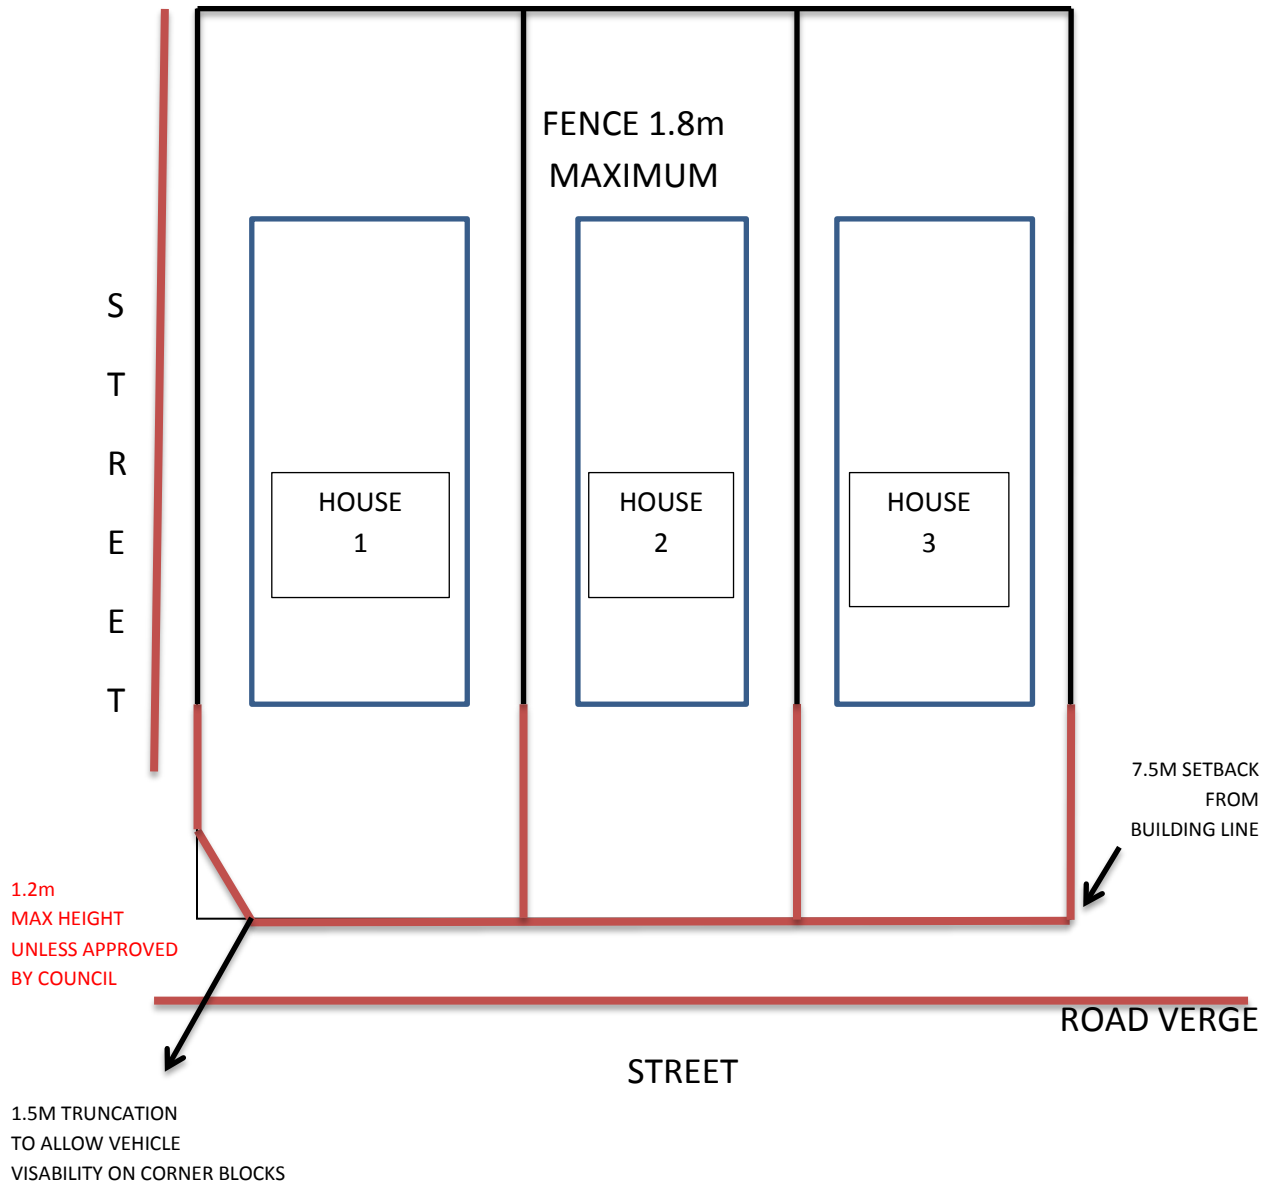 FENCE 1.8m
MAXIMUM
S
T
R
E
E
T
HOUSE
1
HOUSE
2
HOUSE
3
7.5M SETBACK
FROM
BUILDING LINE
1.2m
MAX HEIGHT
UNLESS APPROVED
BY COUNCIL
ROAD VERGE
STREET
1.5M TRUNCATION
TO ALLOW VEHICLE
VISABILITY ON CORNER BLOCKS